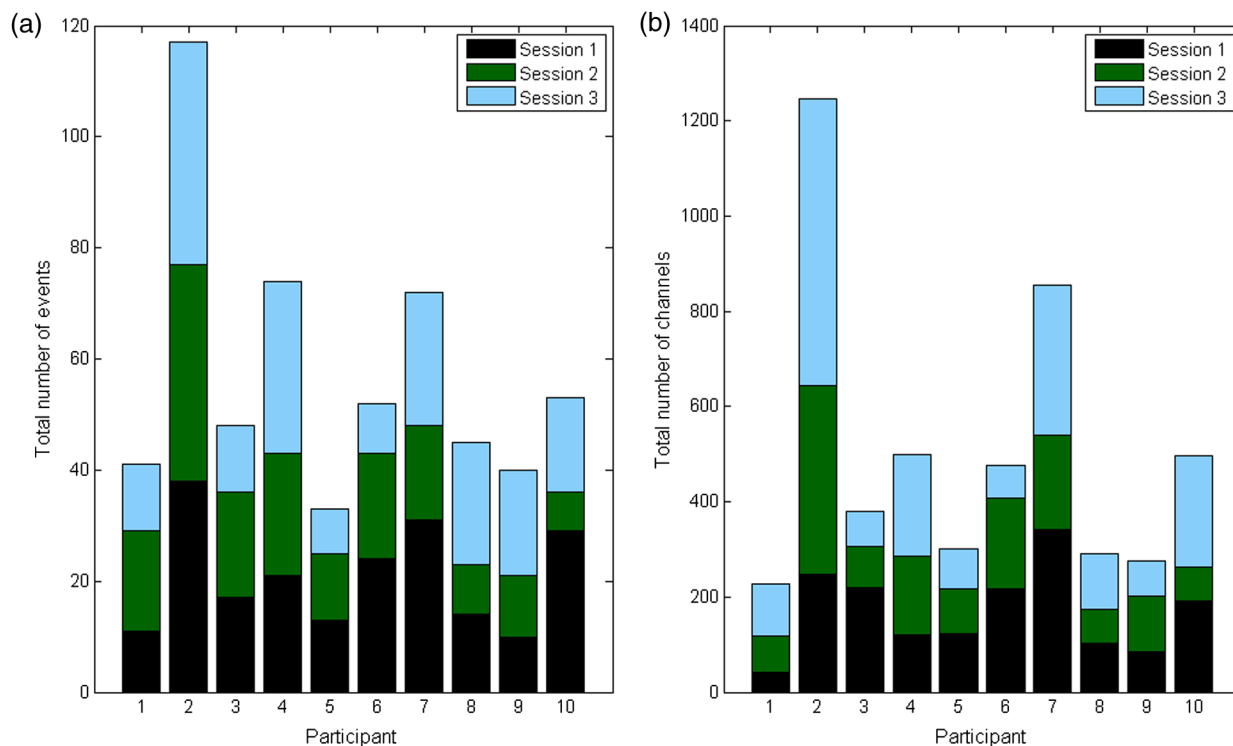 (a)
120
100
80
60
40
20
0
Total number of events
Session 1
Session 2
Session 3
1 2 3 4 5 6 7 8 9 10
Participant
(b)
1400
1200
1000
800
600
400
200
0
Total number of channels
Session 1
Session 2
Session 3
1 2 3 4 5 6 7 8 9 10
Participant